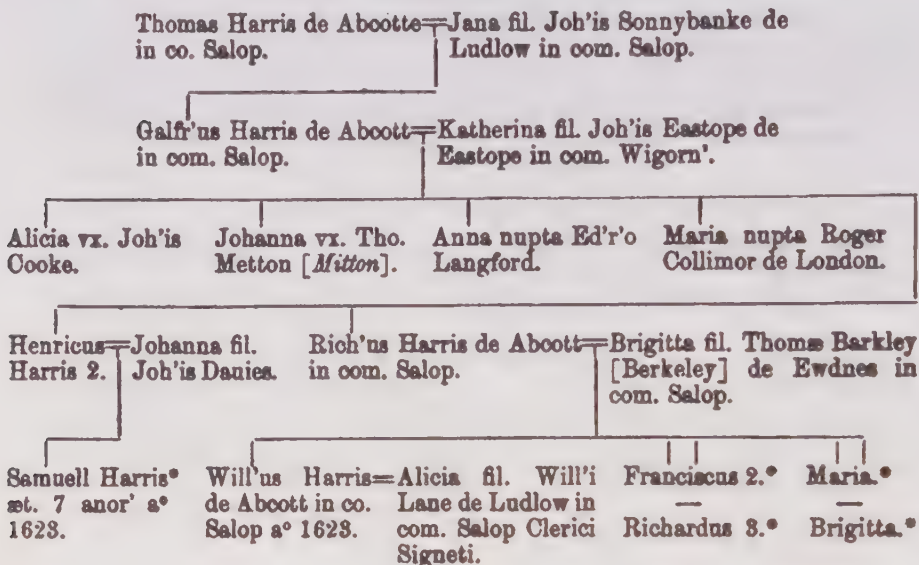 Thomas Harris de Abcotte=Jana fil. Joh'is Sonnybanke de
in co. Salop. Ludlow in com. Salop.
Galfr'us Harris de Abcott=Katherina fil. Joh'is Eastope de
in com. Salop. Eastope in com. Wigorn'.
Alicia vx. Joh'is
Cooke.
Johanna vx. Tho.
Metton [Mitton].
Anna nupta Ed'r'o
Langford.
Maria nupta Roger
Collimor de London.
Henricus=Johanna fil.
Harris 2. Joh'is Danies.
Rich'us Harris de Abcott=Brigitta fil. Thomæ Barkley
in com. Salop. [Berkeley] de Ewdnes in
com. Salop.
Samuell Harris*
æt. 7 anor' aº
1623.
Will'us Harris=Alicia fil. Will'i
de Abcott in co. Lane de Ludlow in
Salop aº 1623. com. Salop Clerici
Signeti.
Franciscus 2.*
—
Richardus 3.*
Maria.*
—
Brigitta.*